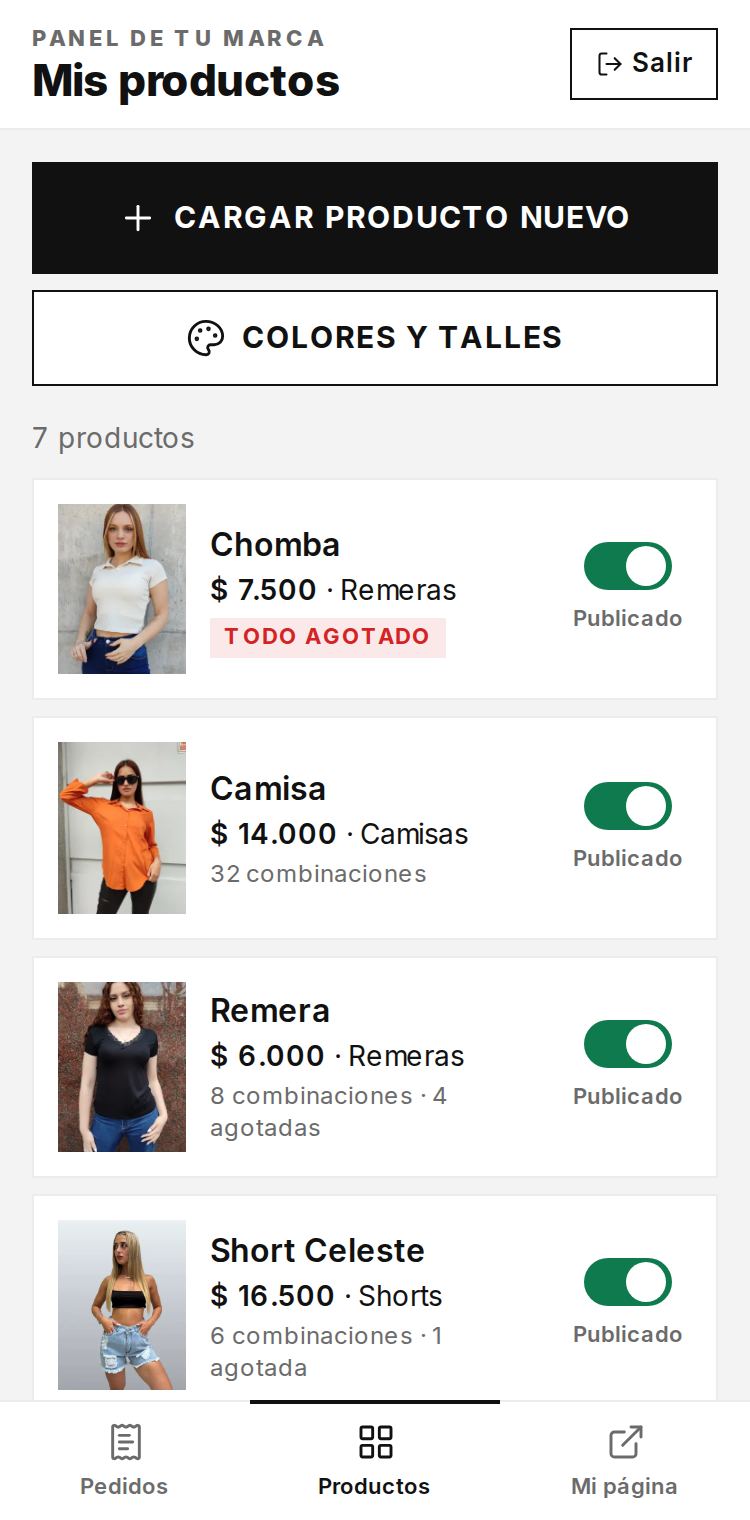 PANEL DE TU MARCA
Mis productos
Salir
CARGAR PRODUCTO NUEVO
COLORES Y TALLES
7 productos
Chomba
$ 7.500 · Remeras
TODO AGOTADO
Publicado
Camisa
$ 14.000 · Camisas
32 combinaciones
Publicado
Remera
$ 6.000 · Remeras
8 combinaciones · 4
agotadas
Publicado
Short Celeste
$ 16.500 · Shorts
6 combinaciones · 1
agotada
Publicado
Pedidos
Productos
Mi página